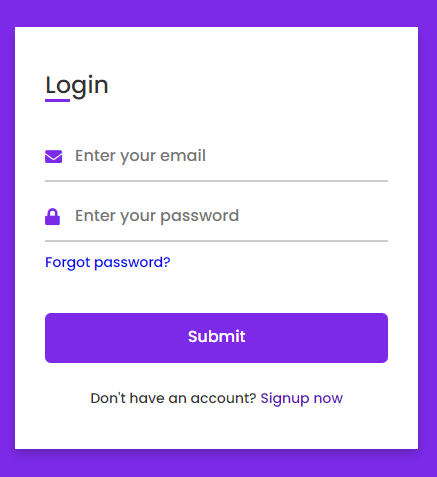 Login
Enter your email
Enter your password
Forgot password?
Submit
Don't have an account? Signup now